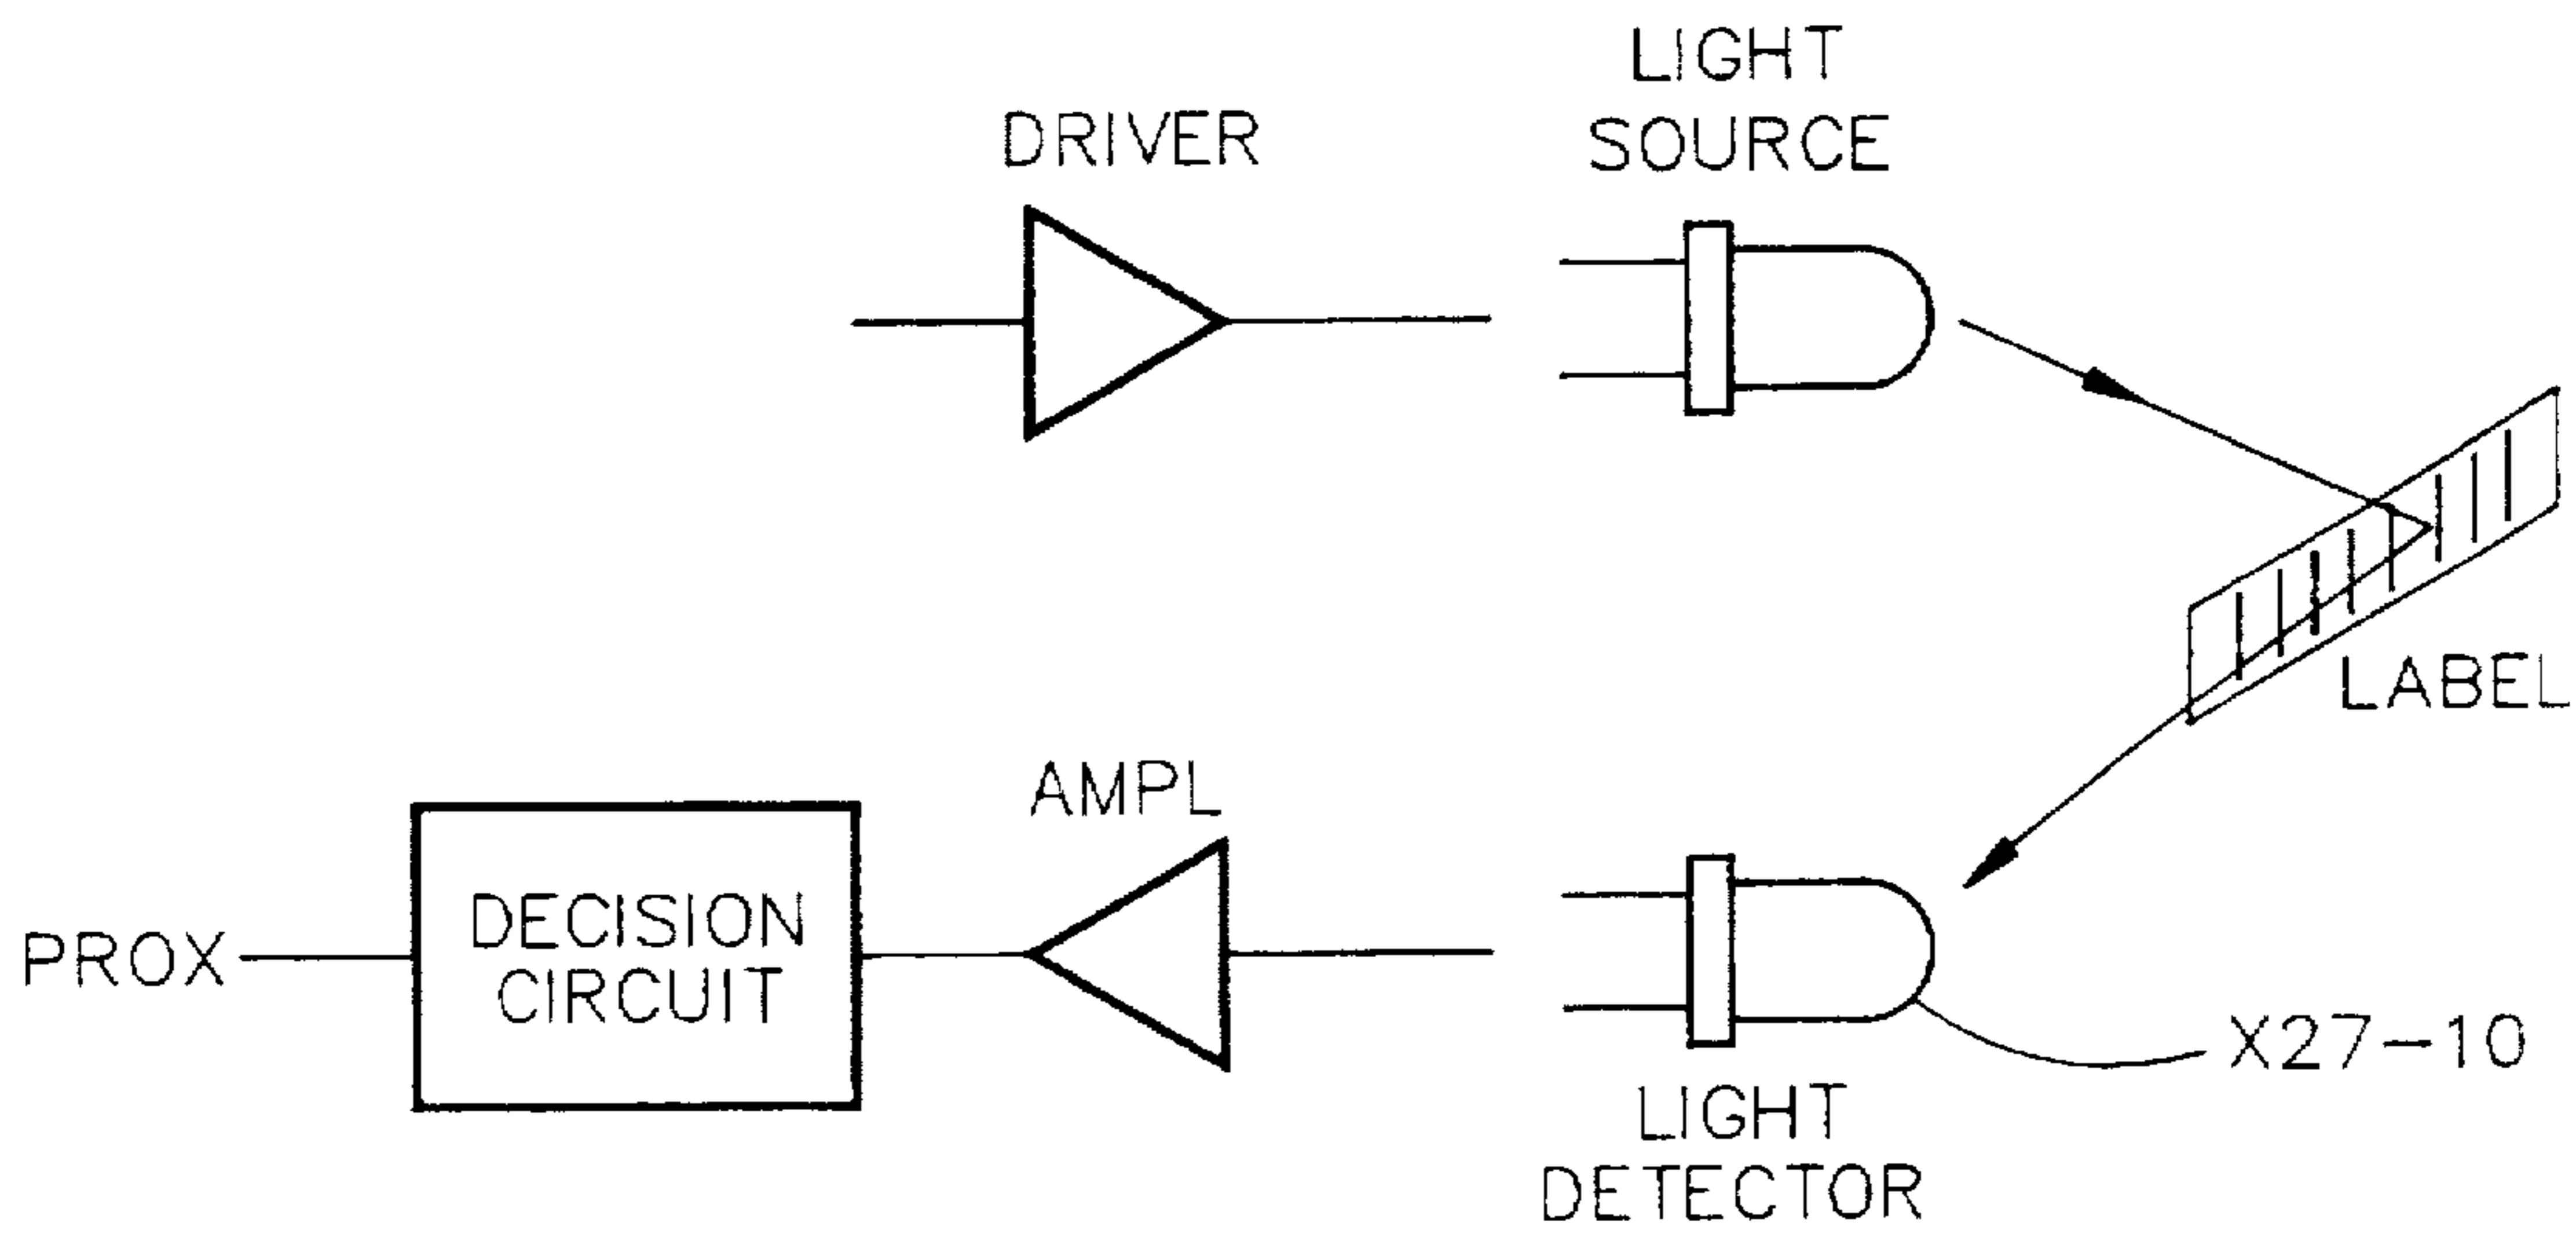 LIGHT
SOURCE
DRIVER
LABEL
AMPL
DECISION
CIRCUIT
PROX
X27-10
LIGHT
DETECTOR